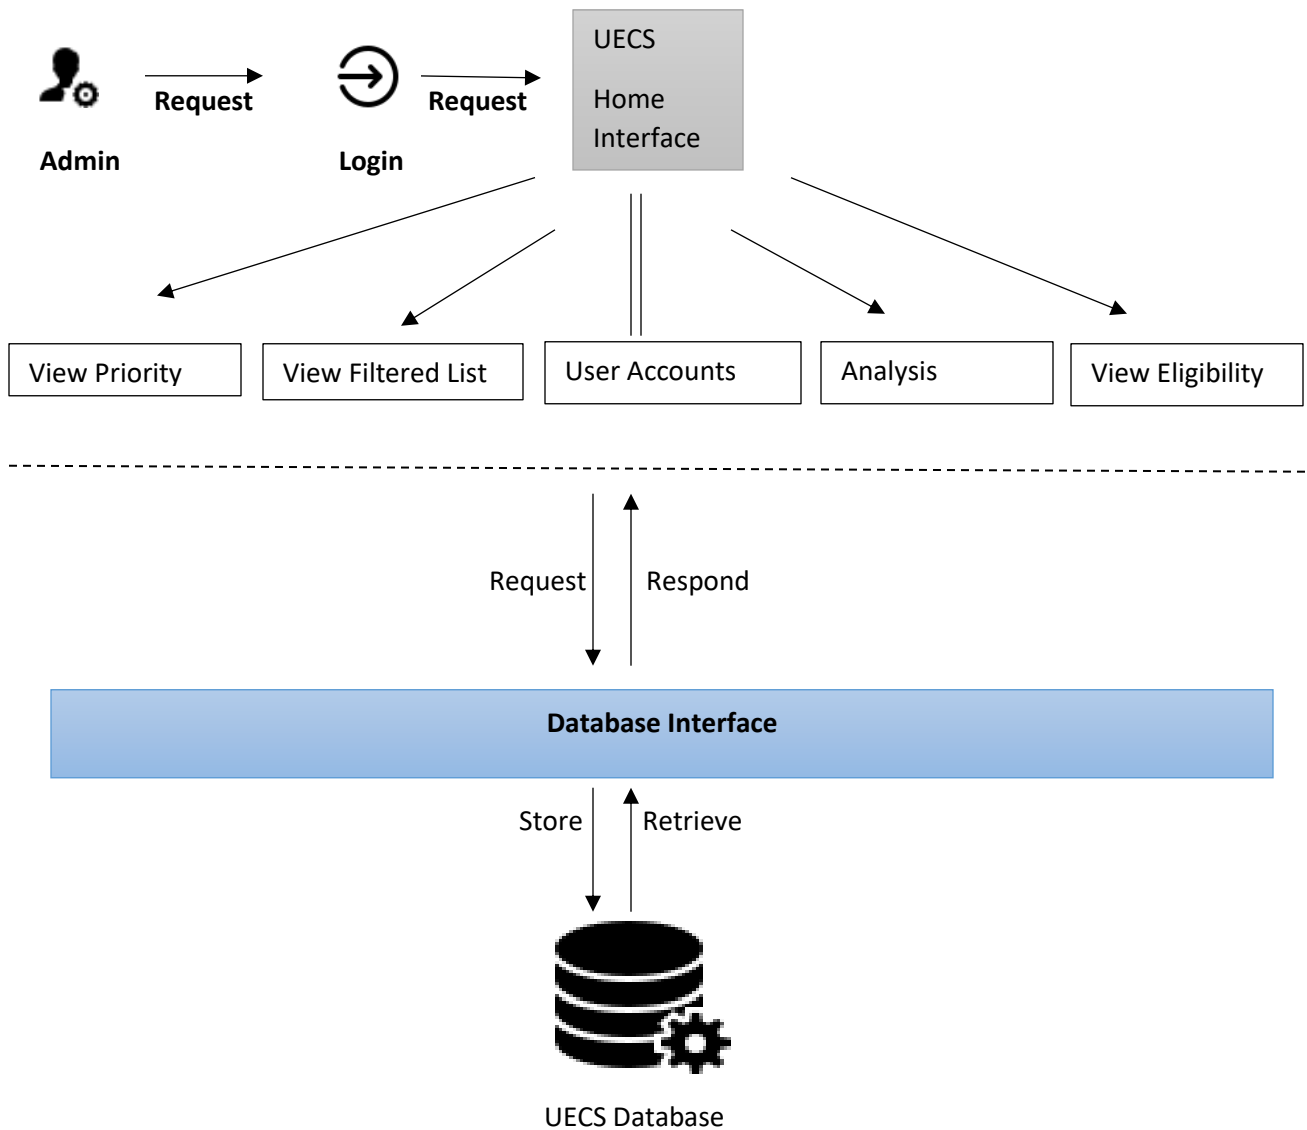 UECS
Home
Interface
Request
Request
Admin
Login
View Priority
View Filtered List
User Accounts
Analysis
View Eligibility
Request
Respond
Database Interface
Store
Retrieve
UECS Database